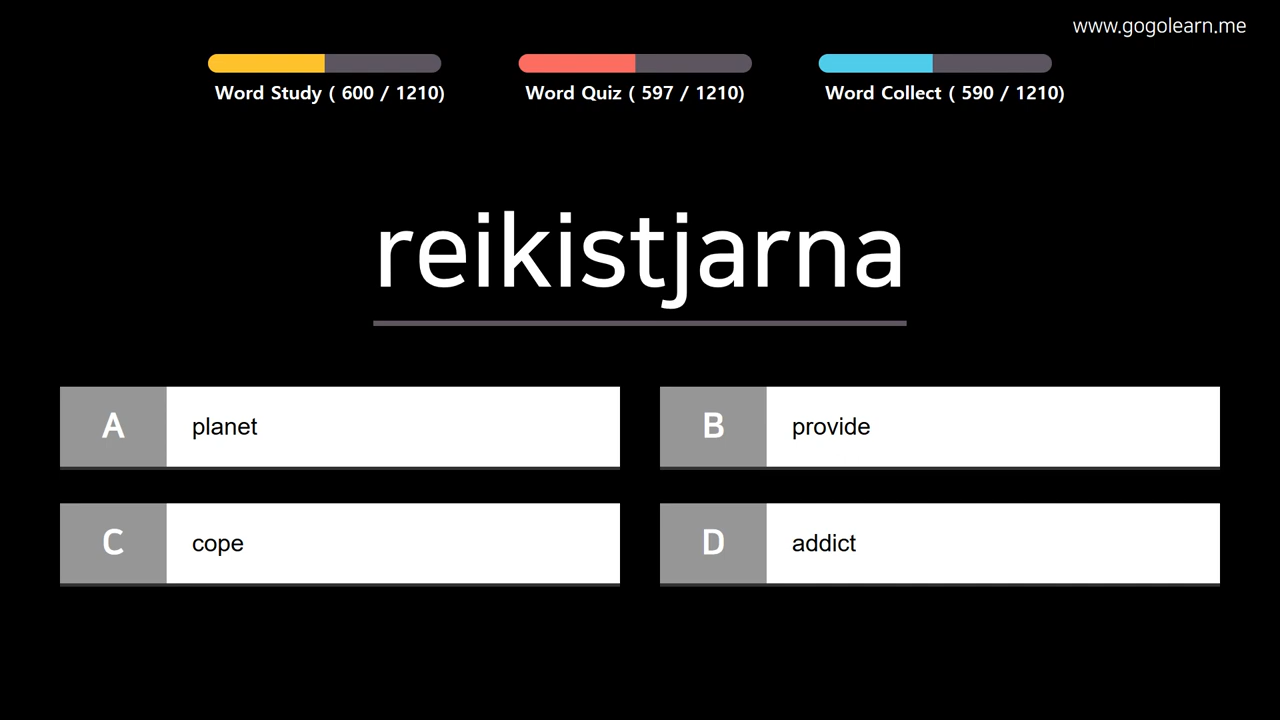 www.gogolearn.me
Word Study ( 600 / 1210)
Word Quiz ( 597 / 1210)
Word Collect ( 590 / 1210)
reikistjarna
A planet
B provide
C cope
D addict